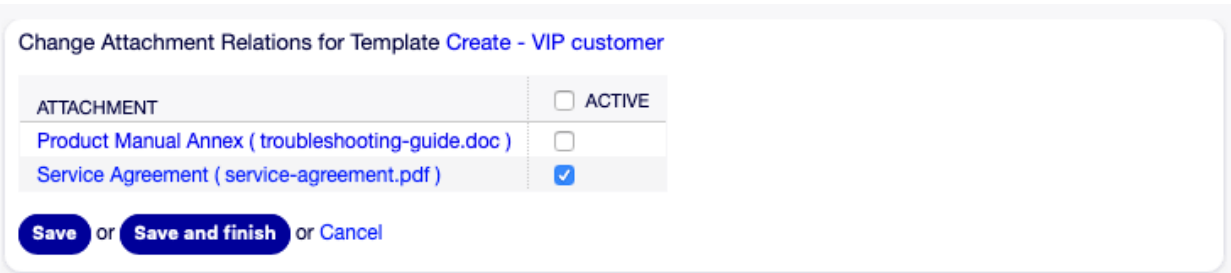 Change Attachment Relations for Template Create - VIP customer
ATTACHMENT ACTIVE
Product Manual Annex ( troubleshooting-guide.doc )
Service Agreement ( service-agreement.pdf )
Save or Save and finish or Cancel